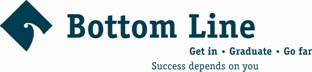 Bottom Line
Get in • Graduate • Go far
Success depends on you